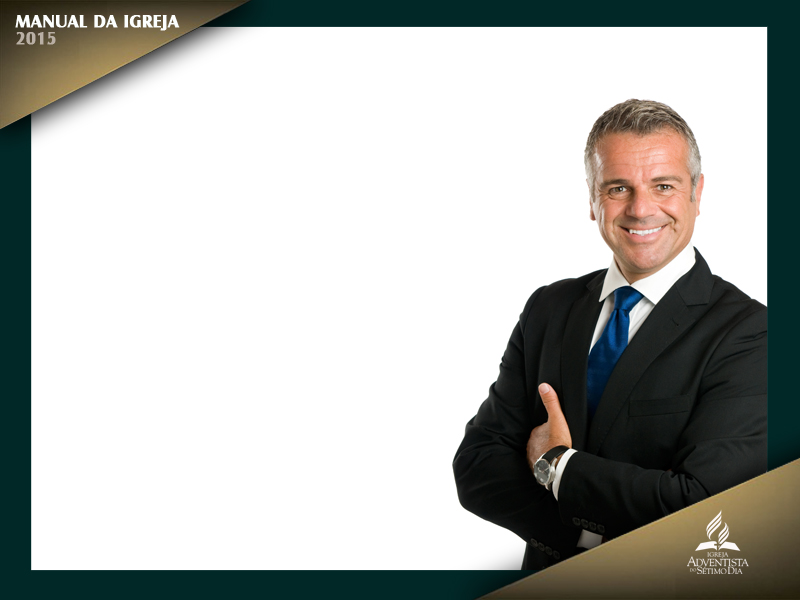 MANUAL DA IGREJA
2015
IGREJA
ADVENTISTA
DO SÉTIMO DIA